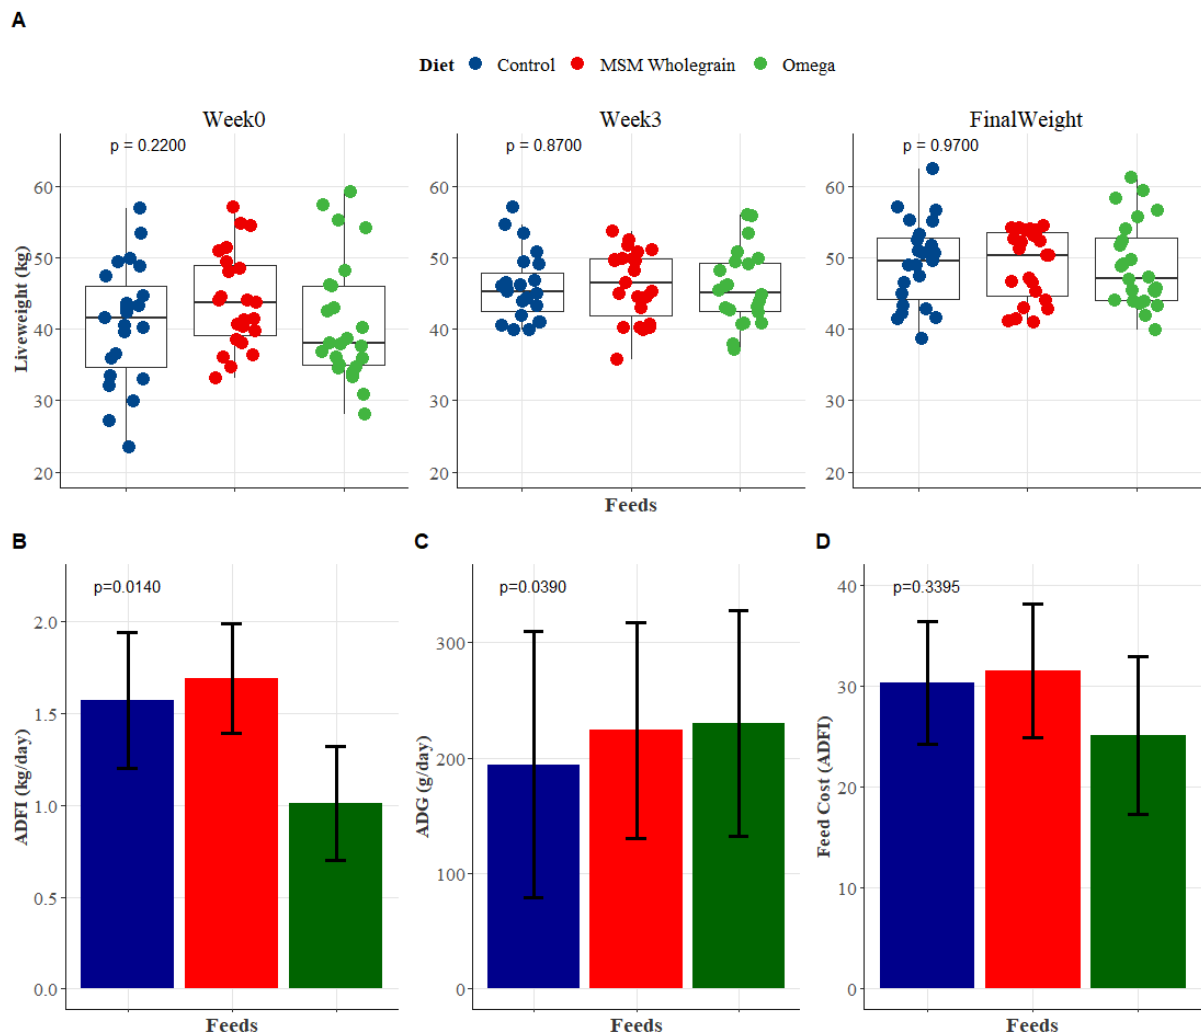 A
Diet Control MSM Wholegrain Omega
Week0 Week3 FinalWeight
p = 0.2200 p = 0.8700 p = 0.9700
Liveweight (kg)
60 60 60
50 50 50
40 40 40
30 30 30
20 20 20
Feeds
B C D
p=0.0140 p=0.0390 p=0.3395
ADFI (kg/day)
2.0
1.5
1.0
0.5
0.0
Feeds
ADG (g/day)
300
200
100
0
Feeds
Feed Cost (ADFI)
40
30
20
10
0
Feeds